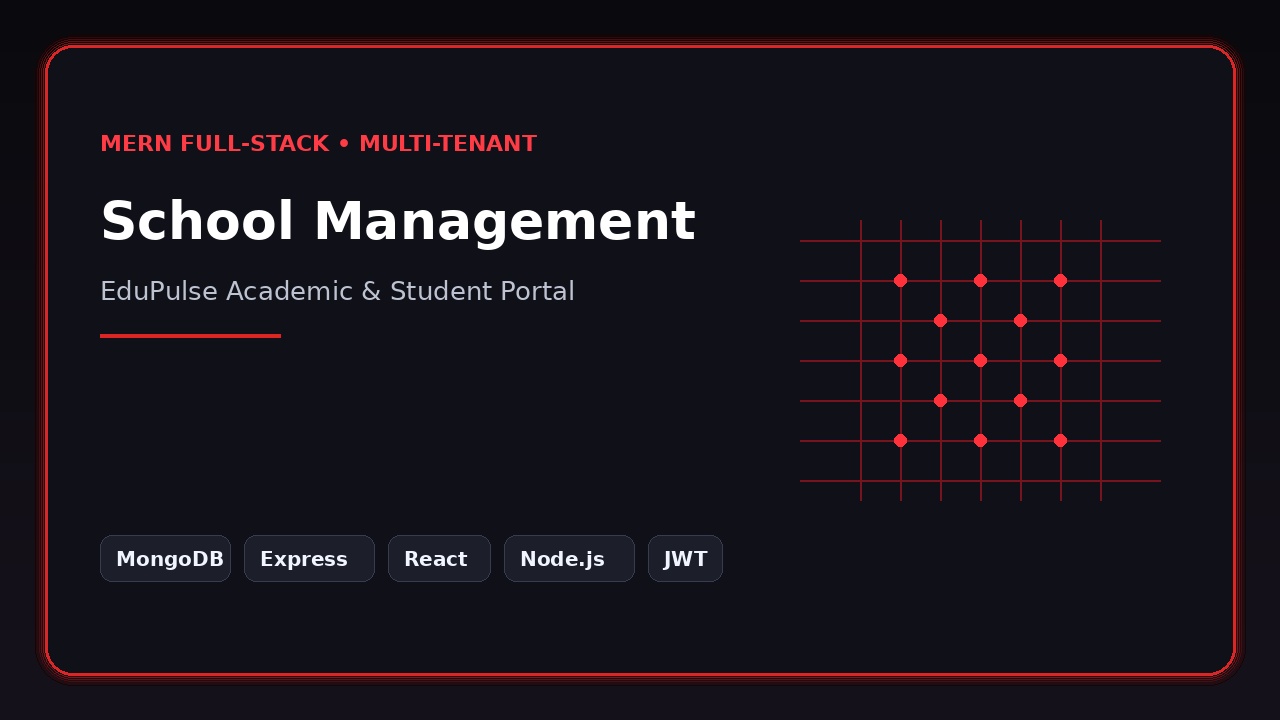 MERN FULL-STACK • MULTI-TENANT
School Management
EduPulse Academic & Student Portal
MongoDB Express React Node.js JWT